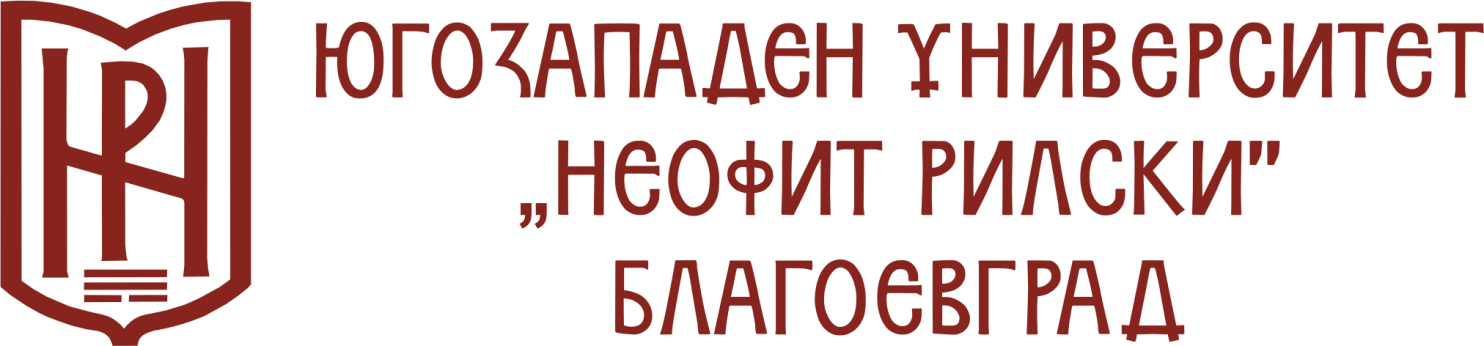 ЮГОЗАПАДЕН УНИВЕРСИТЕТ
„НЕОФИТ РИЛСКИ”
БЛАГОЕВГРАД